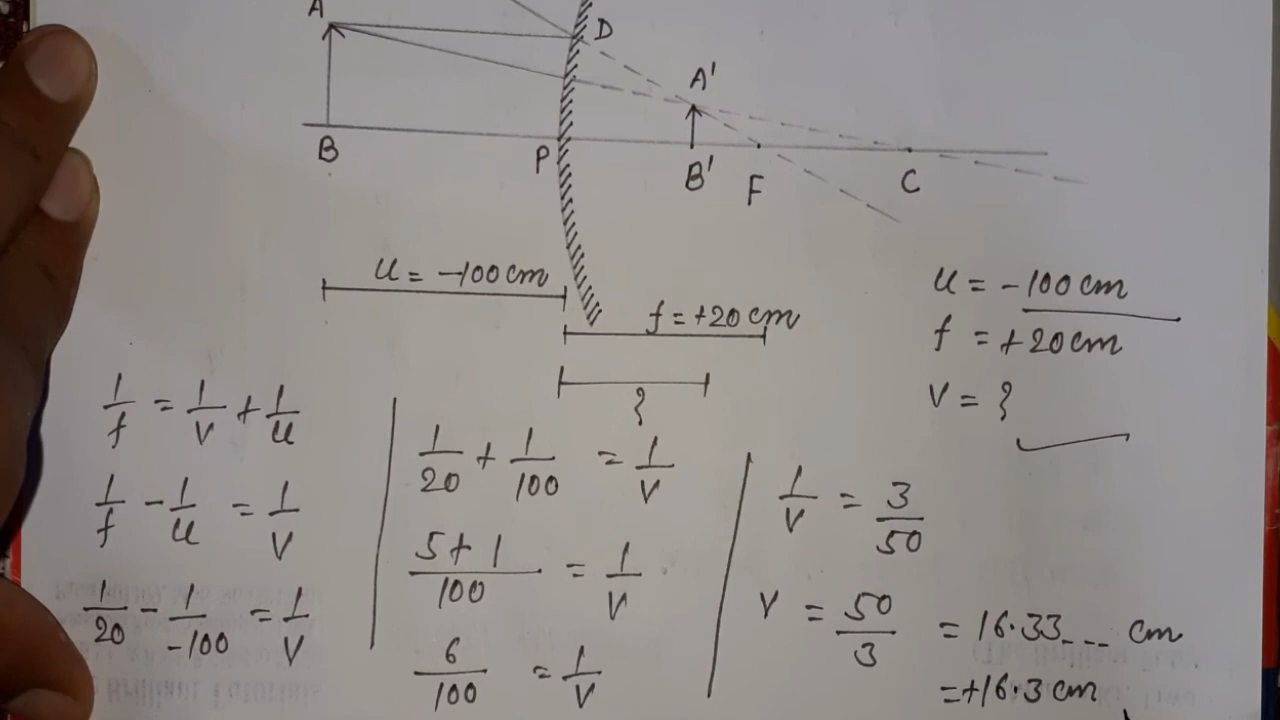 A
D
A'
B
P
B'
F
C
u = -100 cm
f = +20 cm
?
u = -100 cm
f = +20 cm
v = ?
1/f = 1/v + 1/u
1/f - 1/u = 1/v
1/20 - 1/-100 = 1/v
1/20 + 1/100 = 1/v
5+1/100 = 1/v
6/100 = 1/v
1/v = 3/50
v = 50/3 = 16.33... cm
= +16.3 cm